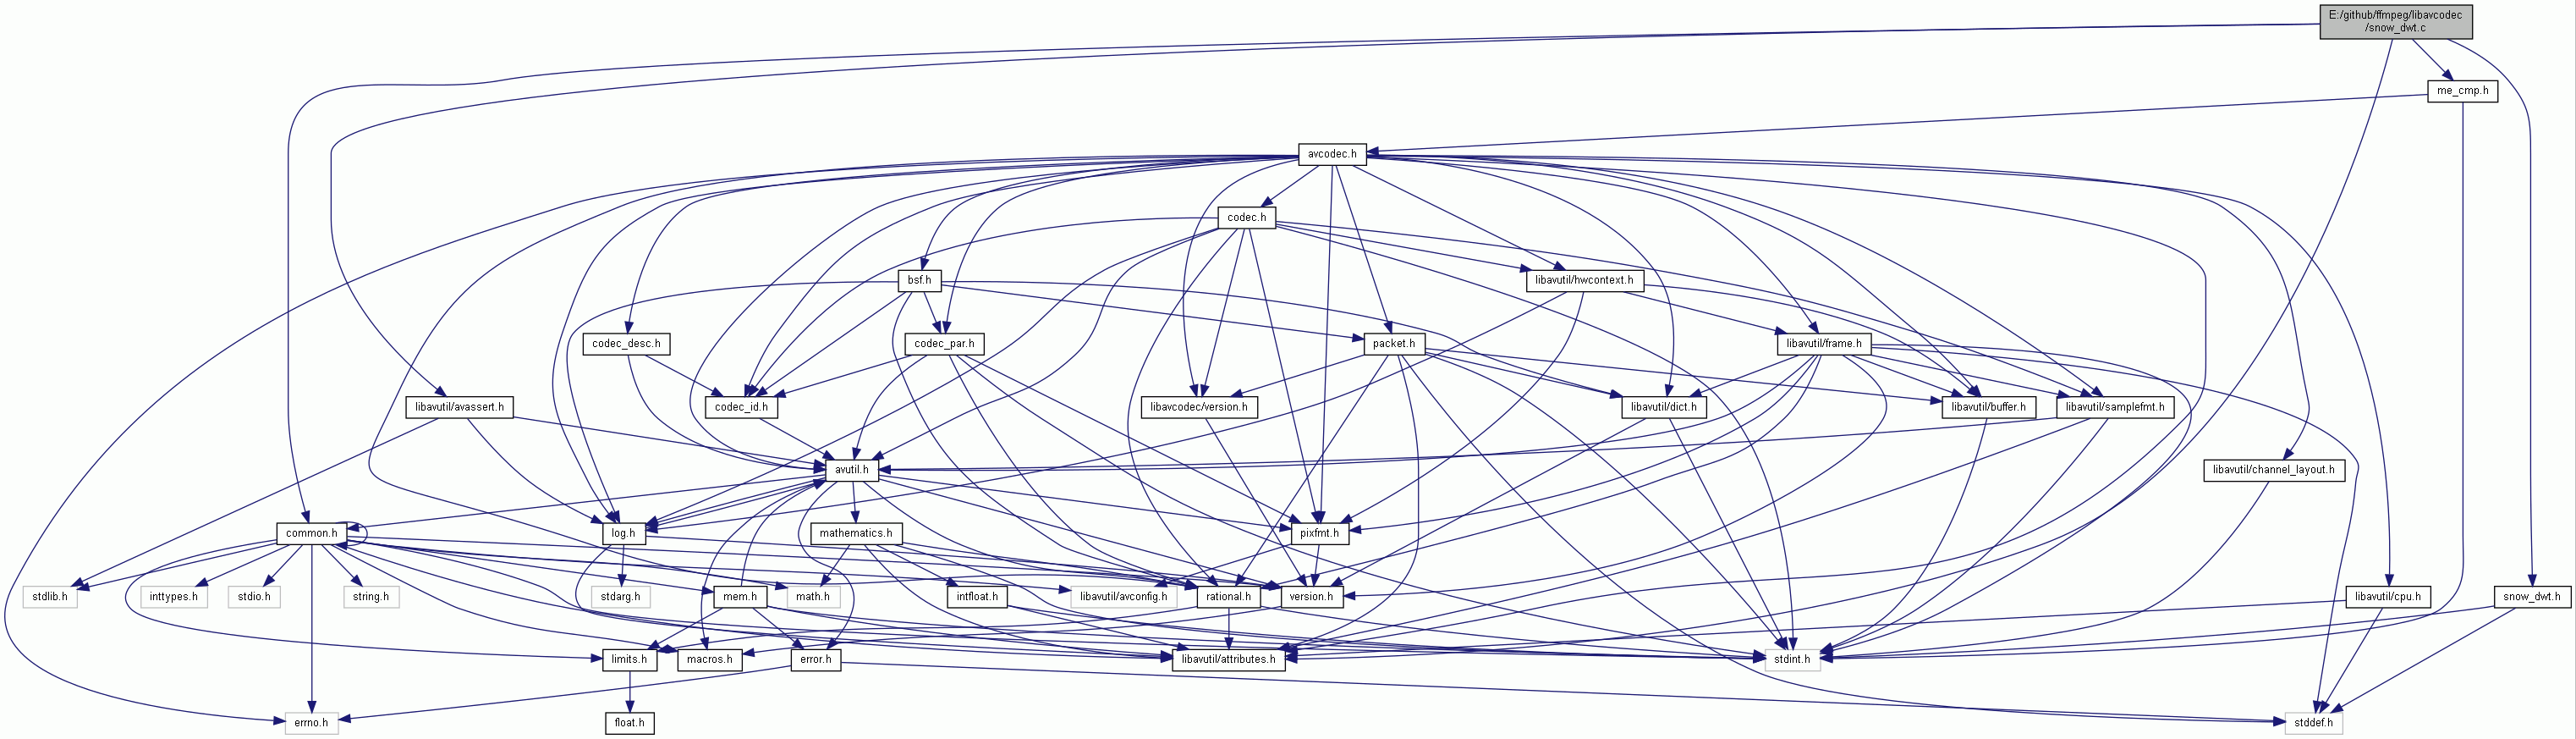 E:/github/ffmpeg/libavcodec
/snow_dwt.c
me_cmp.h
avcodec.h
codec.h
bsf.h
libavutil/hwcontext.h
codec_desc.h
codec_par.h
packet.h
libavutil/frame.h
libavutil/avassert.h
codec_id.h
libavcodec/version.h
libavutil/dict.h
libavutil/buffer.h
libavutil/samplefmt.h
avutil.h
libavutil/channel_layout.h
common.h
log.h
mathematics.h
pixfmt.h
stdlib.h
inttypes.h
stdio.h
string.h
stdarg.h
mem.h
math.h
intfloat.h
libavutil/avconfig.h
rational.h
version.h
libavutil/cpu.h
snow_dwt.h
limits.h
macros.h
error.h
libavutil/attributes.h
stdint.h
errno.h
float.h
stddef.h